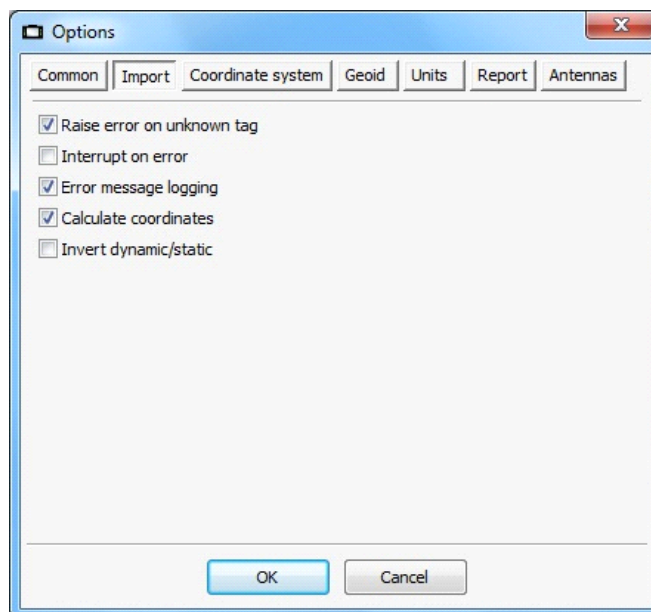 Options
Common Import Coordinate system Geoid Units Report Antennas
Raise error on unknown tag
Interrupt on error
Error message logging
Calculate coordinates
Invert dynamic/static
OK Cancel